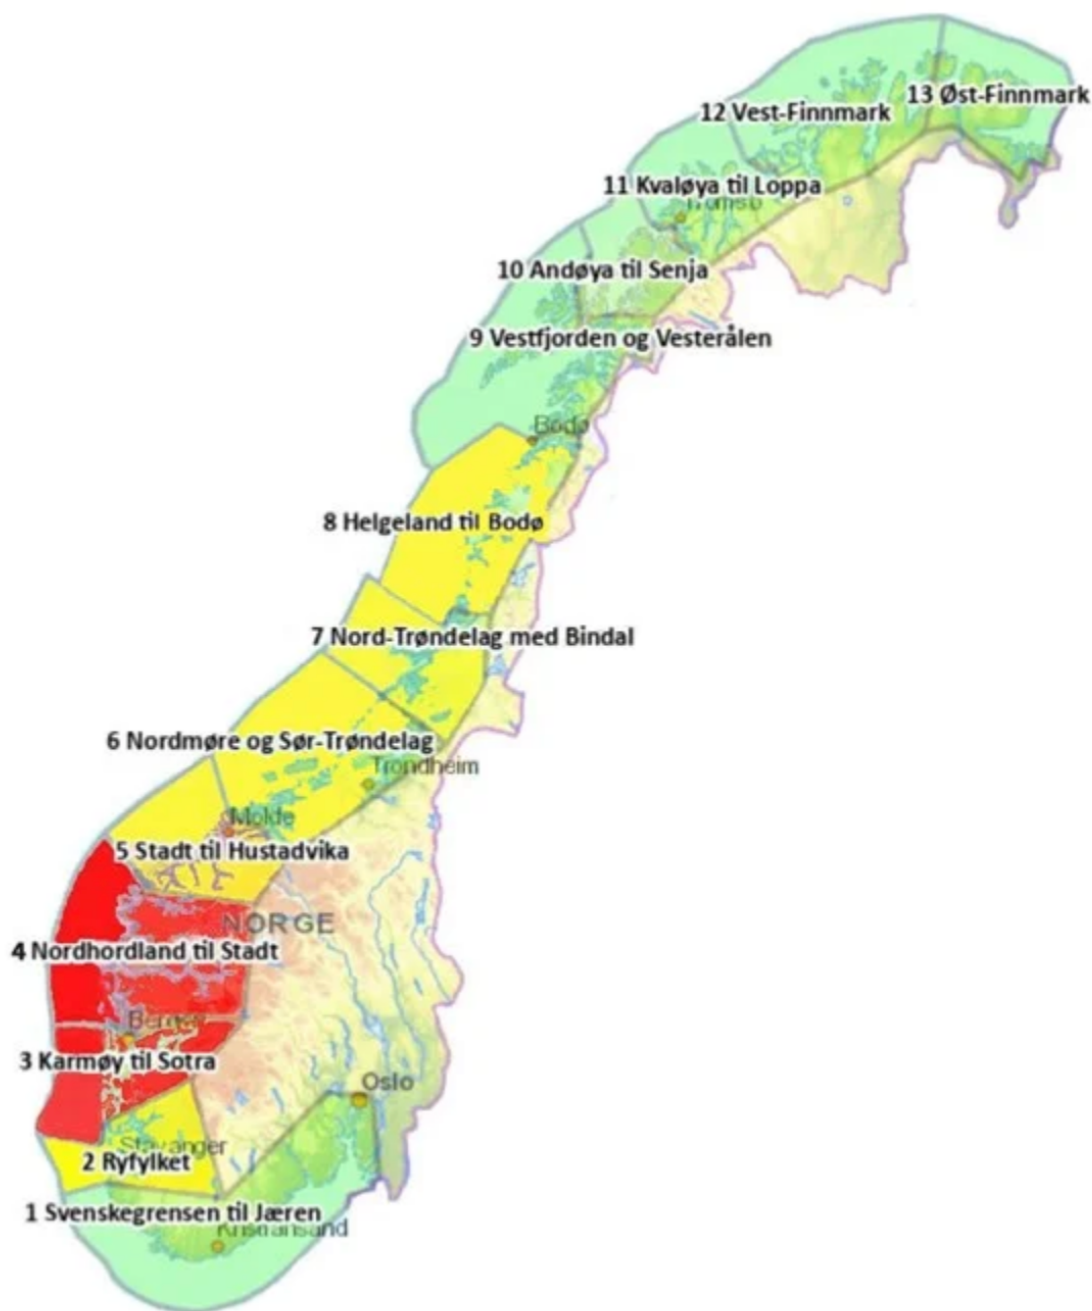 13 Øst-Finnmark
12 Vest-Finnmark
11 Kvaløya til Loppa
Tromsø
10 Andøya til Senja
9 Vestfjorden og Vesterålen
Bodø
8 Helgeland til Bodø
7 Nord-Trøndelag med Bindal
6 Nordmøre og Sør-Trøndelag
Trondheim
Molde
5 Stadt til Hustadvika
NORGE
4 Nordhordland til Stadt
Bergen
3 Karmøy til Sotra
Oslo
Stavanger
2 Ryfylket
1 Svenskegrensen til Jæren
Kristiansand